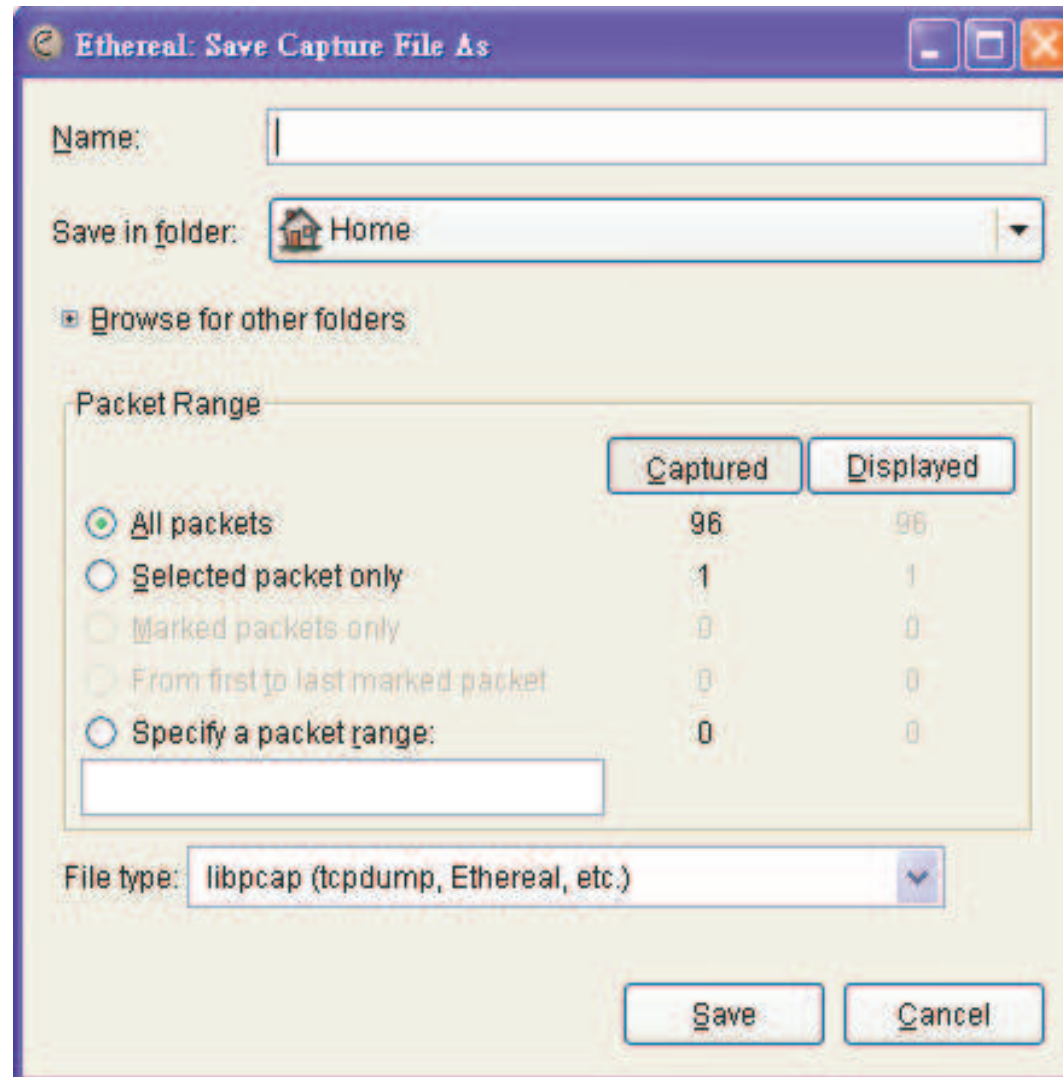 Ethereal: Save Capture File As
Name:
Save in folder: Home
Browse for other folders
Packet Range
Captured Displayed
All packets 96 96
Selected packet only 1 1
Marked packets only 0 0
From first to last marked packet 0 0
Specify a packet range: 0 0
File type: libpcap (tcpdump, Ethereal, etc.)
Save Cancel